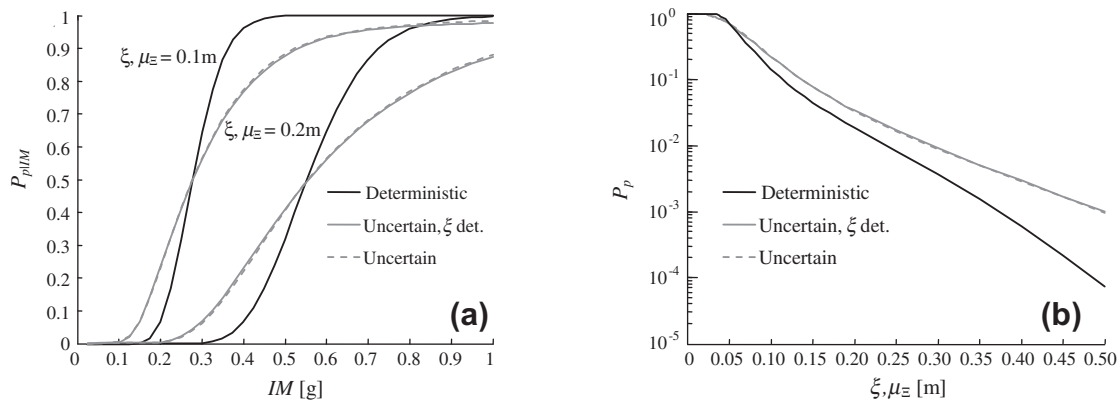 1
0.9
0.8
0.7
0.6
0.5
0.4
0.3
0.2
0.1
0
P_p|IM
ξ, μ_Ξ = 0.1m
ξ, μ_Ξ = 0.2m
Deterministic
Uncertain, ξ det.
Uncertain
(a)
0 0.1 0.2 0.3 0.4 0.5 0.6 0.7 0.8 0.9 1
IM [g]
10^0
10^-1
10^-2
10^-3
10^-4
10^-5
P_p
Deterministic
Uncertain, ξ det.
Uncertain
(b)
0 0.05 0.10 0.15 0.20 0.25 0.30 0.35 0.40 0.45 0.50
ξ, μ_Ξ [m]